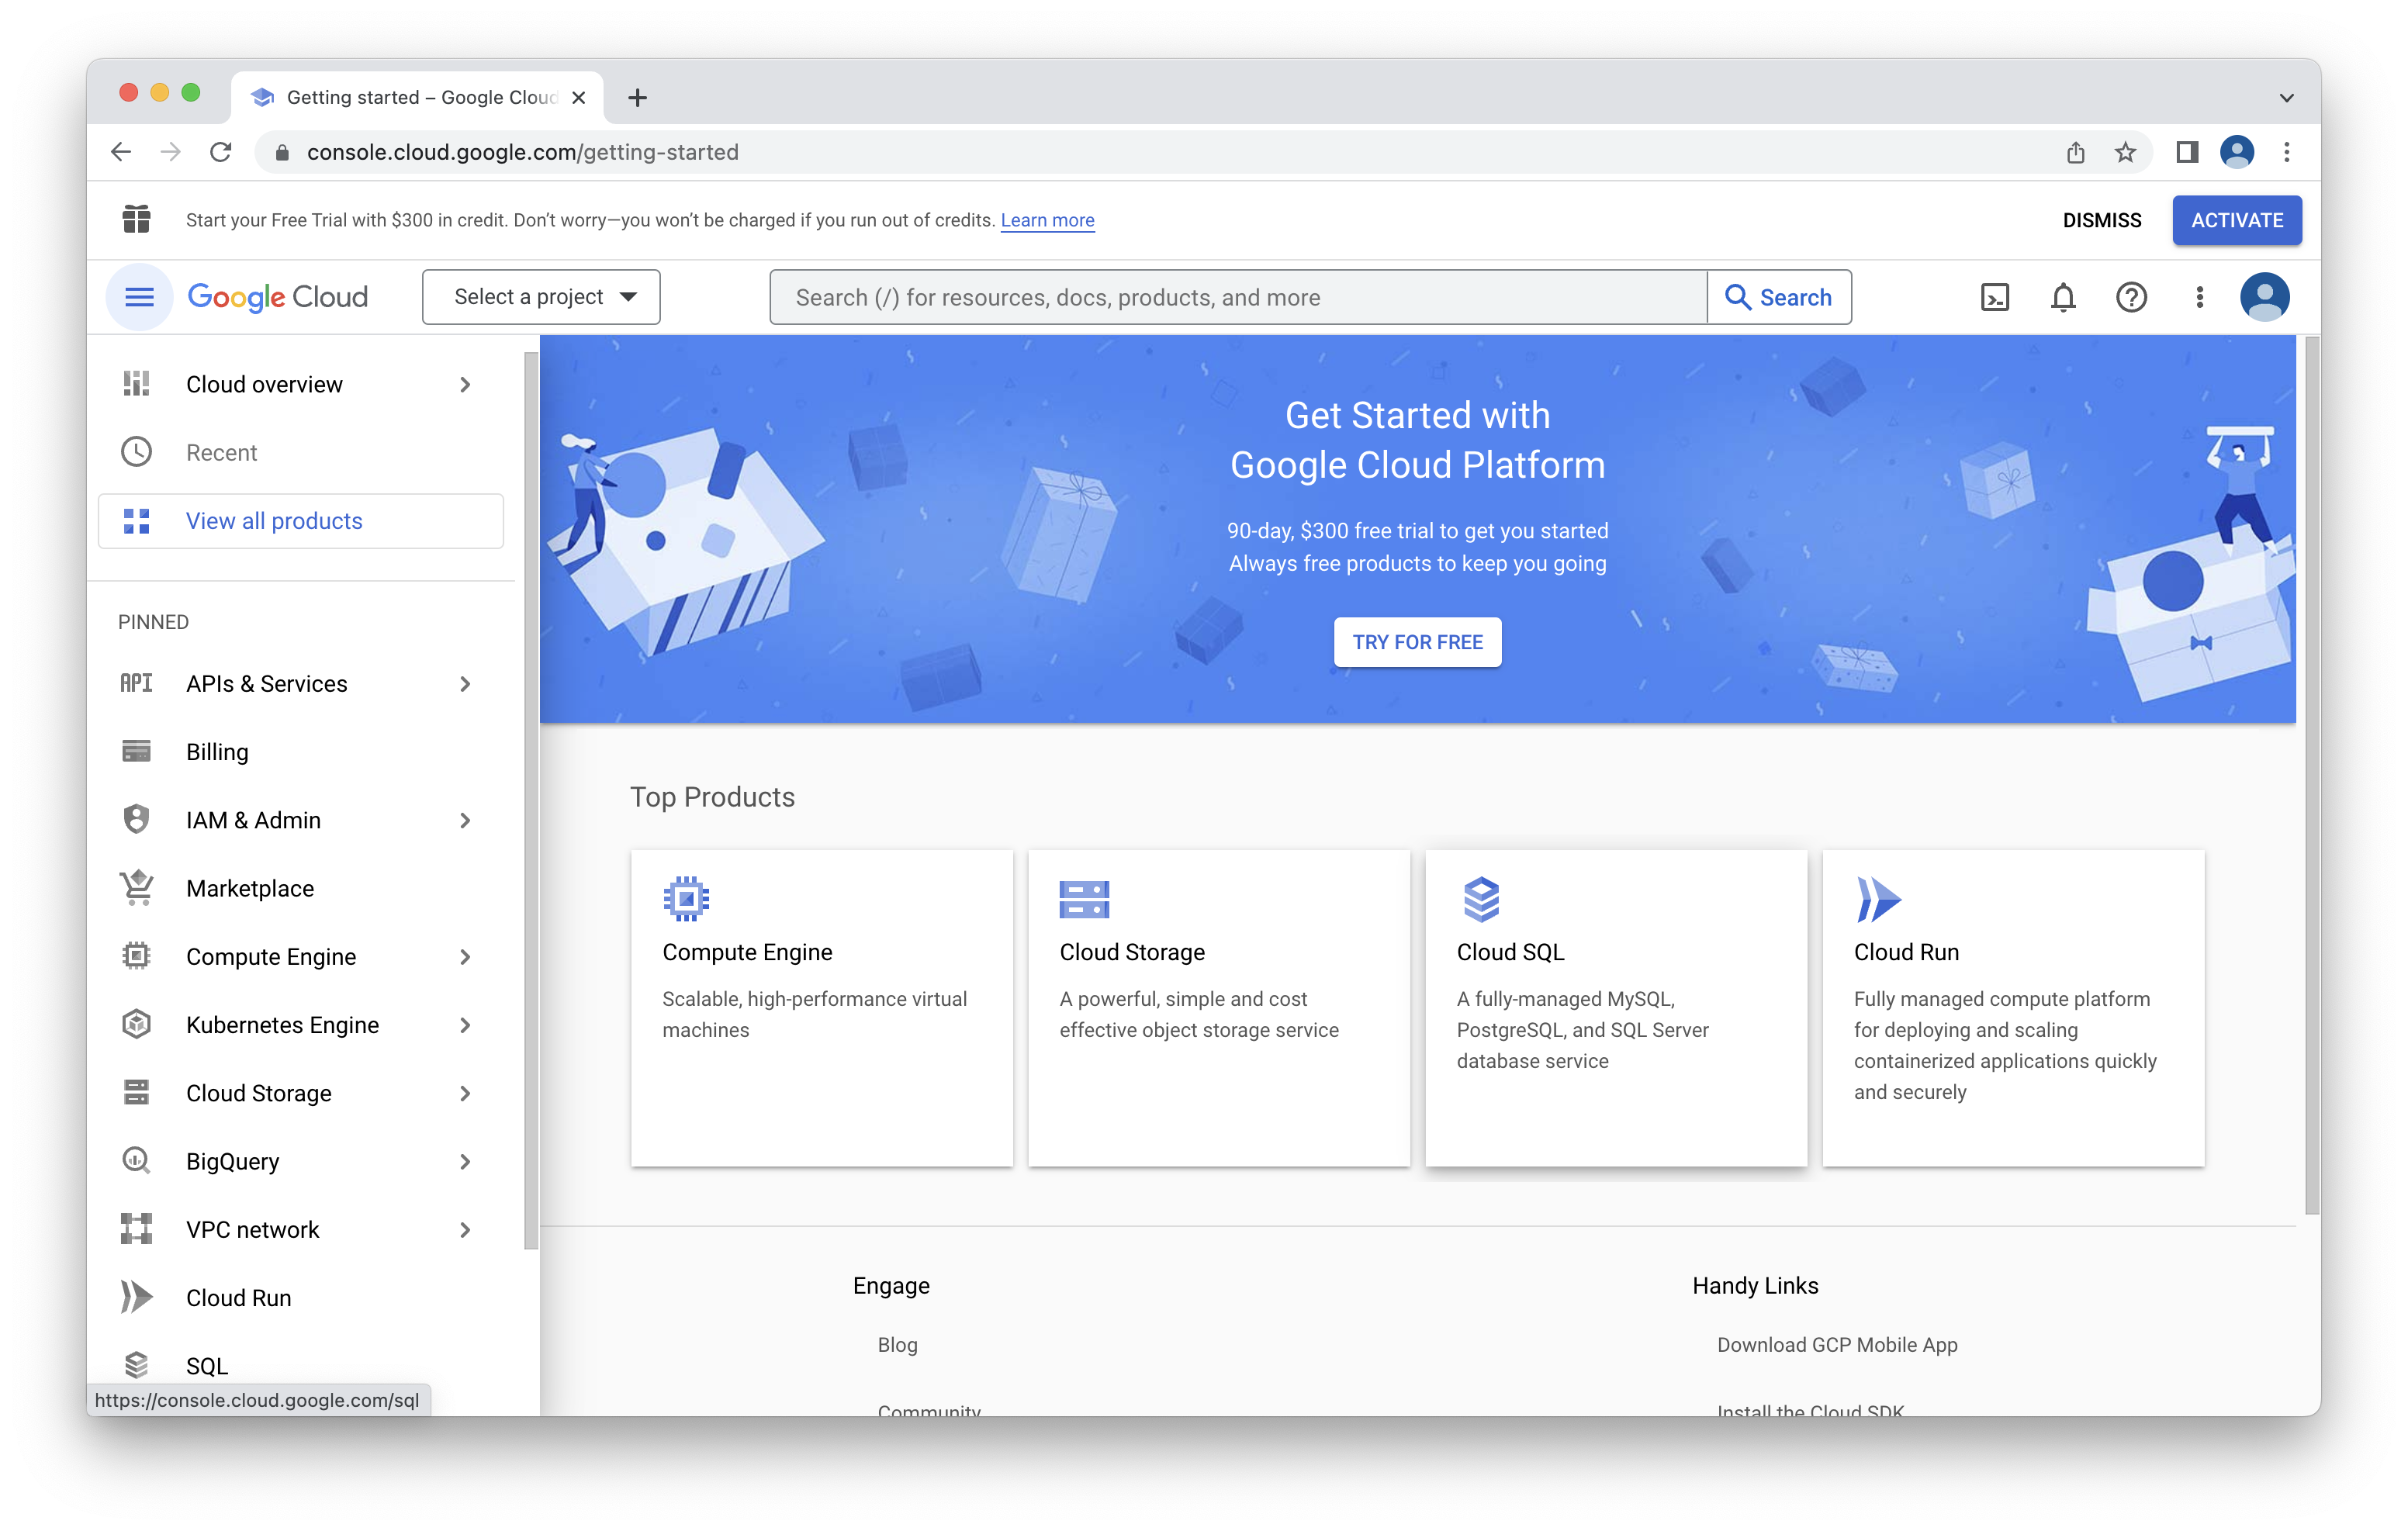 Getting started – Google Cloud
console.cloud.google.com/getting-started
Start your Free Trial with $300 in credit. Don't worry—you won't be charged if you run out of credits. Learn more
DISMISS
ACTIVATE
Google Cloud
Select a project
Search (/) for resources, docs, products, and more
Search
Cloud overview
Recent
View all products
PINNED
API
APIs & Services
Billing
IAM & Admin
Marketplace
Compute Engine
Kubernetes Engine
Cloud Storage
BigQuery
VPC network
Cloud Run
SQL
https://console.cloud.google.com/sql
Get Started with
Google Cloud Platform
90-day, $300 free trial to get you started
Always free products to keep you going
TRY FOR FREE
Top Products
Compute Engine
Scalable, high-performance virtual
machines
Cloud Storage
A powerful, simple and cost
effective object storage service
Cloud SQL
A fully-managed MySQL,
PostgreSQL, and SQL Server
database service
Cloud Run
Fully managed compute platform
for deploying and scaling
containerized applications quickly
and securely
Engage
Blog
Community
Handy Links
Download GCP Mobile App
Install the Cloud SDK